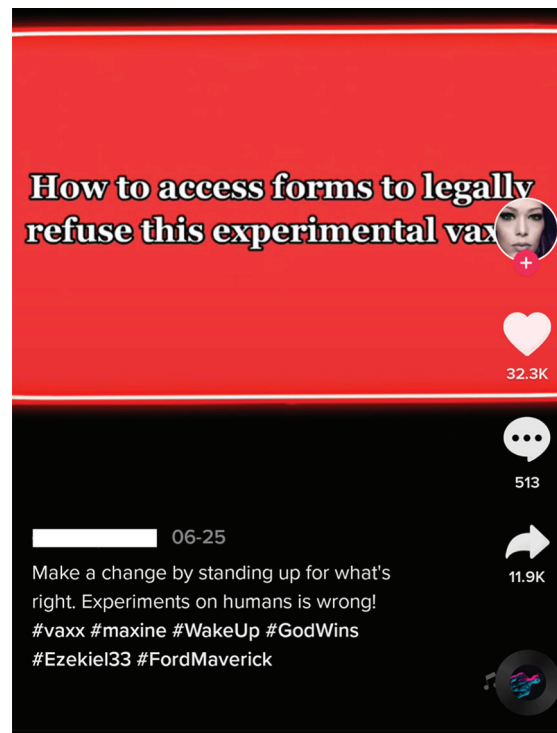 How to access forms to legally
refuse this experimental vax
32.3K
513
06-25
11.9K
Make a change by standing up for what's
right. Experiments on humans is wrong!
#vaxx #maxine #WakeUp #GodWins
#Ezekiel33 #FordMaverick